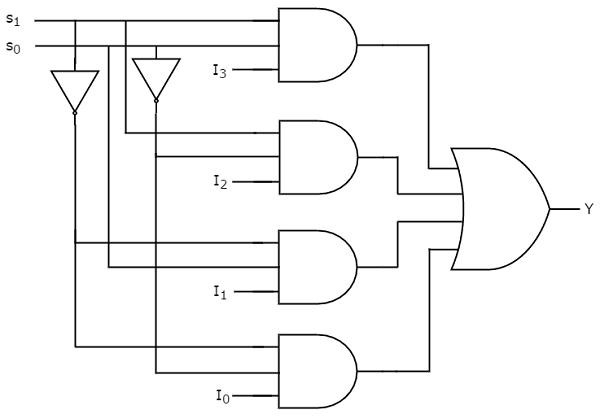 s₁
s₀
I₃
I₂
Y
I₁
I₀